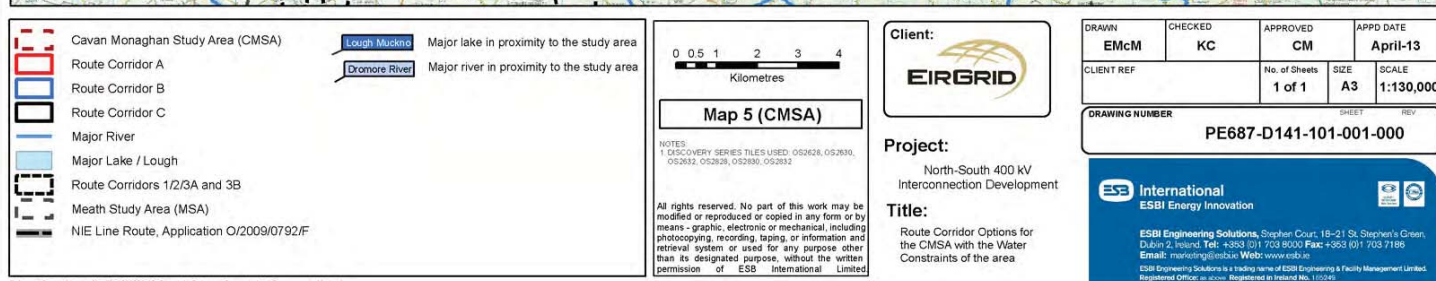 Cavan Monaghan Study Area (CMSA)
Route Corridor A
Route Corridor B
Route Corridor C
Major River
Major Lake / Lough
Route Corridors 1/2/3A and 3B
Meath Study Area (MSA)
NIE Line Route, Application O/2009/0792/F
Lough Muckno Major lake in proximity to the study area
Dromore River Major river in proximity to the study area
0 0.5 1 2 3 4
Kilometres
Map 5 (CMSA)
NOTES:
1. DISCOVERY SERIES TILES USED: OS2628, OS2630,
OS2632, OS2828, OS2830, OS2832
All rights reserved. No part of this work may be
modified or reproduced or copied in any form or by
means - graphic, electronic or mechanical, including
photocopying, recording, taping, or information and
retrieval system or used for any purpose other
than its designated purpose, without the written
permission of ESB International Limited.
Client:
EIRGRID
Project:
North-South 400 kV
Interconnection Development
Title:
Route Corridor Options for
the CMSA with the Water
Constraints of the area
DRAWN CHECKED APPROVED APPD DATE
EMcM KC CM April-13
CLIENT REF No. of Sheets SIZE SCALE
1 of 1 A3 1:130,000
DRAWING NUMBER SHEET REV
PE687-D141-101-001-000
ESB International
ESBI Energy Innovation
ESBI Engineering Solutions, Stephen Court, 18-21 St. Stephen's Green,
Dublin 2, Ireland. Tel: +353 (0)1 703 8000 Fax: +353 (0)1 703 7186
Email: marketing@esbi.ie Web: www.esbi.ie
ESBI Engineering Solutions is a trading name of ESBI Engineering & Facility Management Limited.
Registered Office: as above Registered in Ireland No.